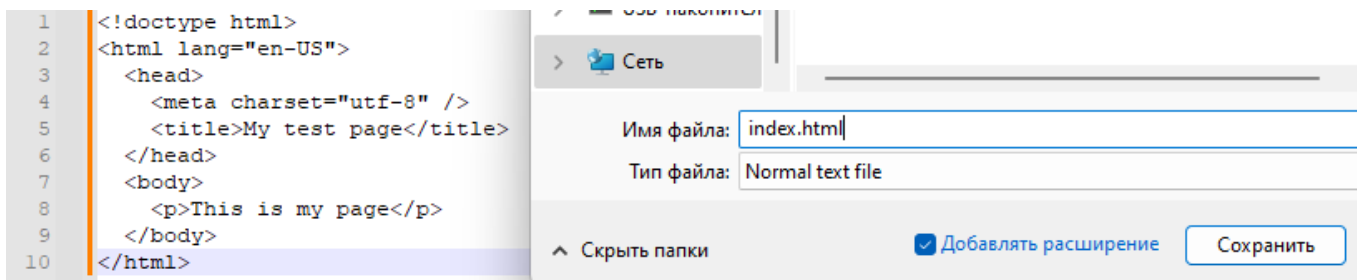 1 <!doctype html>
2 <html lang="en-US">
3 <head>
4 <meta charset="utf-8" />
5 <title>My test page</title>
6 </head>
7 <body>
8 <p>This is my page</p>
9 </body>
10 </html>
Сеть
Имя файла: index.html
Тип файла: Normal text file
Скрыть папки
Добавлять расширение
Сохранить